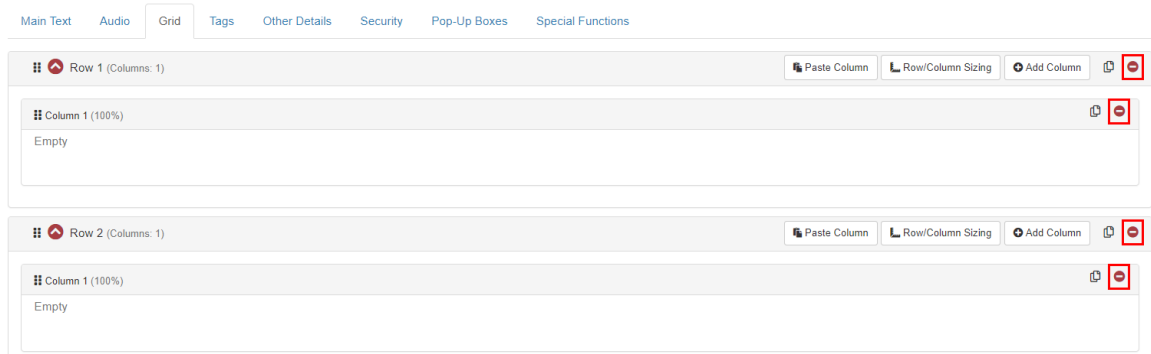 Main Text Audio Grid Tags Other Details Security Pop-Up Boxes Special Functions
Row 1 (Columns: 1) Paste Column Row/Column Sizing Add Column
Column 1 (100%)
Empty
Row 2 (Columns: 1) Paste Column Row/Column Sizing Add Column
Column 1 (100%)
Empty